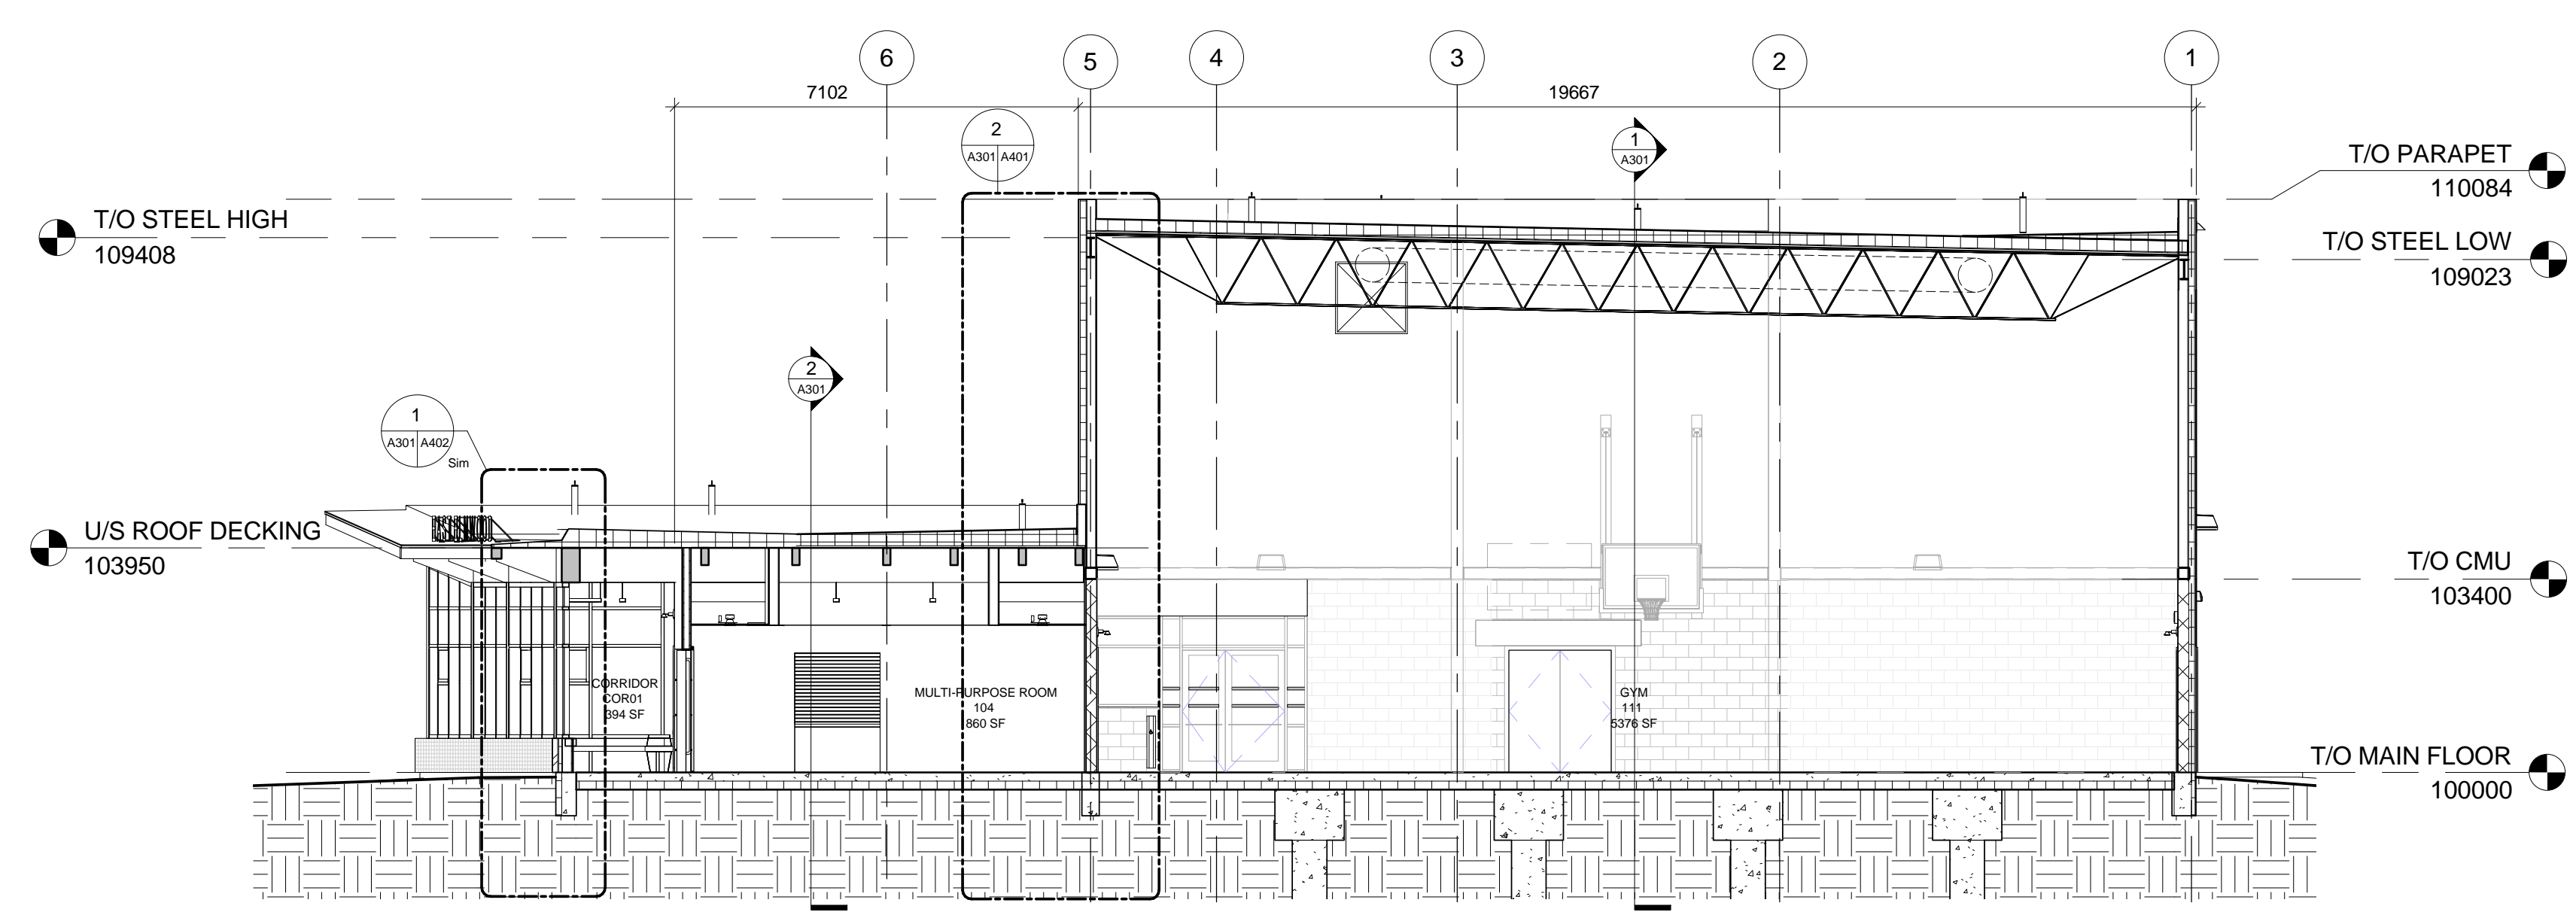 6
5
4
3
2
1
7102
19667
2
A301 A401
1
A301
T/O PARAPET
110084
T/O STEEL HIGH
109408
T/O STEEL LOW
109023
2
A301
1
A301 A402
Sim
U/S ROOF DECKING
103950
T/O CMU
103400
CORRIDOR
COR01
394 SF
MULTI-PURPOSE ROOM
104
860 SF
GYM
111
5376 SF
T/O MAIN FLOOR
100000